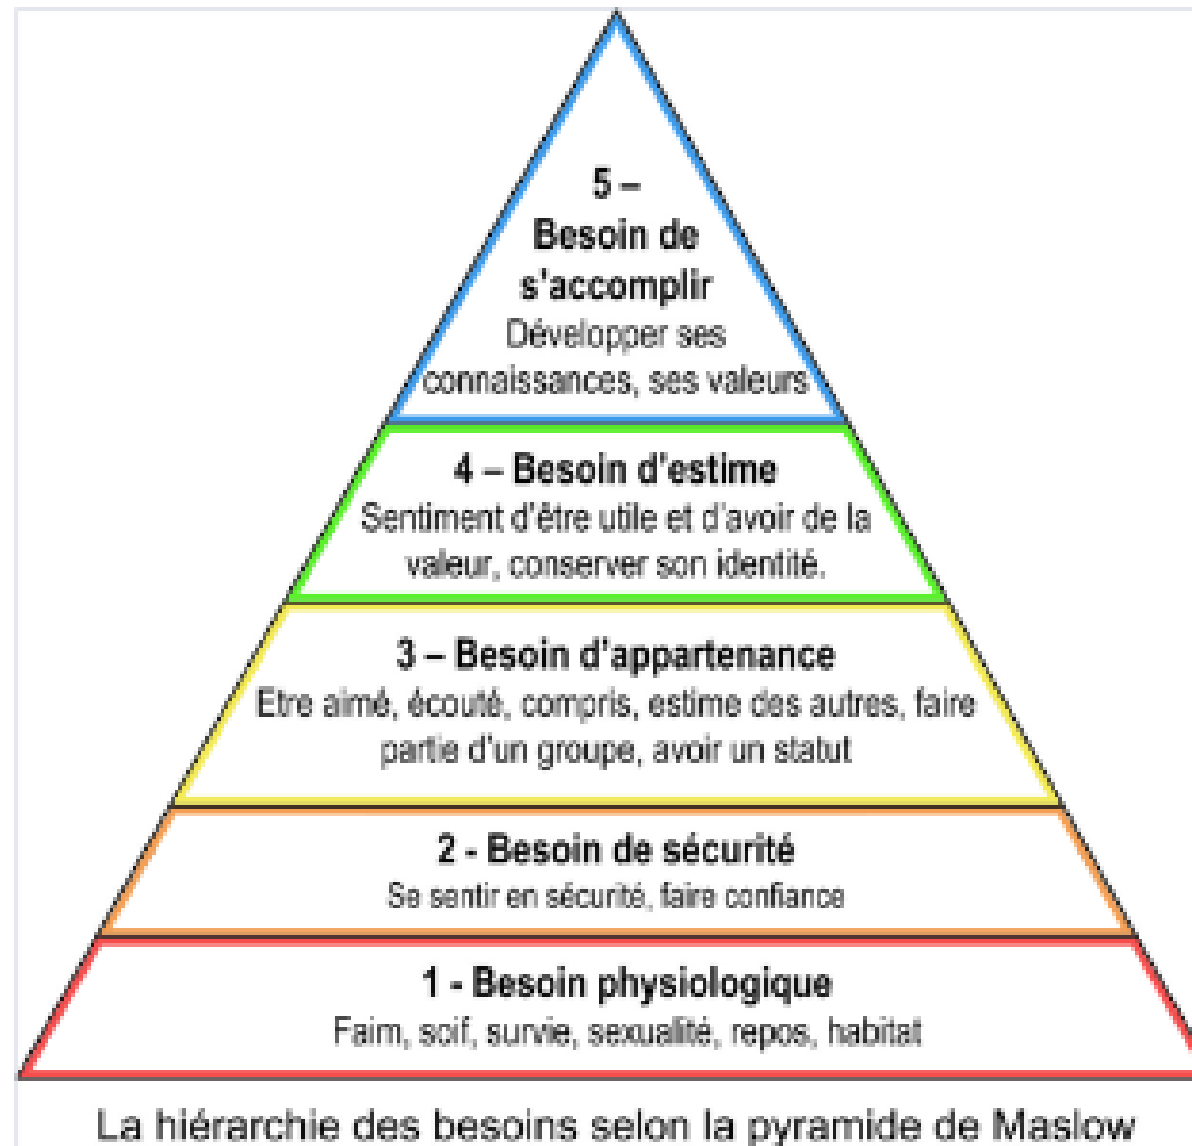 5 –
Besoin de
s'accomplir
Développer ses
connaissances, ses valeurs
4 – Besoin d'estime
Sentiment d'être utile et d'avoir de la
valeur, conserver son identité.
3 – Besoin d'appartenance
Etre aimé, écouté, compris, estime des autres, faire
partie d'un groupe, avoir un statut
2 - Besoin de sécurité
Se sentir en sécurité, faire confiance
1 - Besoin physiologique
Faim, soif, survie, sexualité, repos, habitat
La hiérarchie des besoins selon la pyramide de Maslow